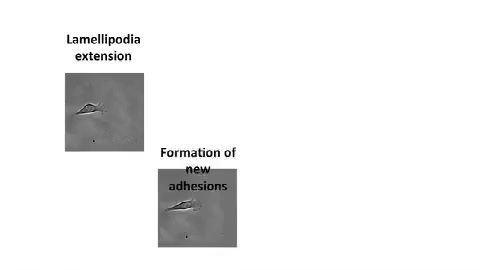 Lamellipodia
extension
Formation of
new
adhesions